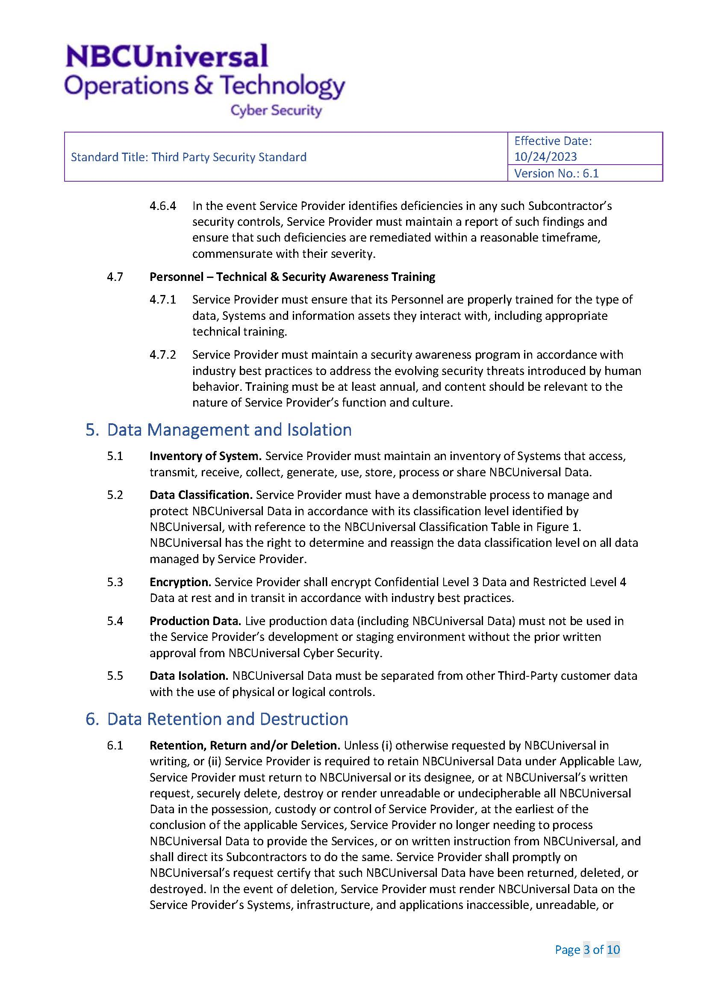 NBCUniversal
Operations & Technology
Cyber Security
Standard Title: Third Party Security Standard
Effective Date:
10/24/2023
Version No.: 6.1
4.6.4 In the event Service Provider identifies deficiencies in any such Subcontractor’s
security controls, Service Provider must maintain a report of such findings and
ensure that such deficiencies are remediated within a reasonable timeframe,
commensurate with their severity.
4.7 Personnel – Technical & Security Awareness Training
4.7.1 Service Provider must ensure that its Personnel are properly trained for the type of
data, Systems and information assets they interact with, including appropriate
technical training.
4.7.2 Service Provider must maintain a security awareness program in accordance with
industry best practices to address the evolving security threats introduced by human
behavior. Training must be at least annual, and content should be relevant to the
nature of Service Provider’s function and culture.
5. Data Management and Isolation
5.1 Inventory of System. Service Provider must maintain an inventory of Systems that access,
transmit, receive, collect, generate, use, store, process or share NBCUniversal Data.
5.2 Data Classification. Service Provider must have a demonstrable process to manage and
protect NBCUniversal Data in accordance with its classification level identified by
NBCUniversal, with reference to the NBCUniversal Classification Table in Figure 1.
NBCUniversal has the right to determine and reassign the data classification level on all data
managed by Service Provider.
5.3 Encryption. Service Provider shall encrypt Confidential Level 3 Data and Restricted Level 4
Data at rest and in transit in accordance with industry best practices.
5.4 Production Data. Live production data (including NBCUniversal Data) must not be used in
the Service Provider’s development or staging environment without the prior written
approval from NBCUniversal Cyber Security.
5.5 Data Isolation. NBCUniversal Data must be separated from other Third-Party customer data
with the use of physical or logical controls.
6. Data Retention and Destruction
6.1 Retention, Return and/or Deletion. Unless (i) otherwise requested by NBCUniversal in
writing, or (ii) Service Provider is required to retain NBCUniversal Data under Applicable Law,
Service Provider must return to NBCUniversal or its designee, or at NBCUniversal’s written
request, securely delete, destroy or render unreadable or undecipherable all NBCUniversal
Data in the possession, custody or control of Service Provider, at the earliest of the
conclusion of the applicable Services, Service Provider no longer needing to process
NBCUniversal Data to provide the Services, or on written instruction from NBCUniversal, and
shall direct its Subcontractors to do the same. Service Provider shall promptly on
NBCUniversal’s request certify that such NBCUniversal Data have been returned, deleted, or
destroyed. In the event of deletion, Service Provider must render NBCUniversal Data on the
Service Provider’s Systems, infrastructure, and applications inaccessible, unreadable, or
Page 3 of 10